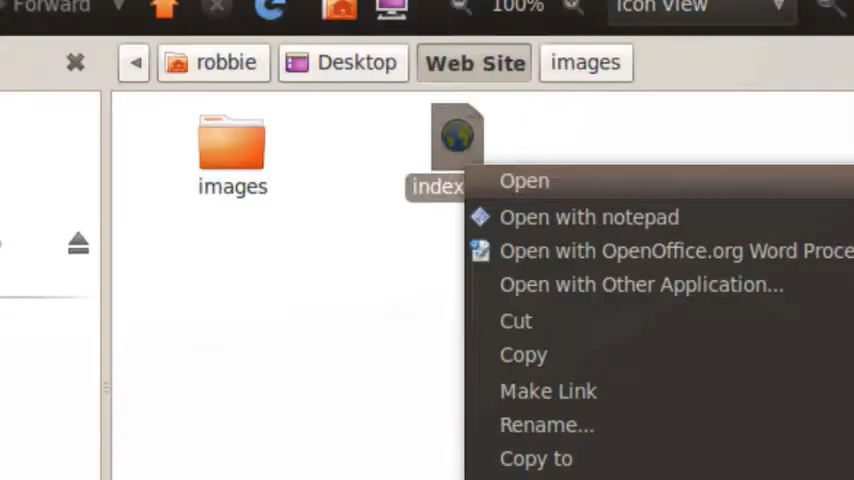 Forward 100% Icon View
robbie Desktop Web Site images
images
index
Open
Open with notepad
Open with OpenOffice.org Word Proce
Open with Other Application...
Cut
Copy
Make Link
Rename...
Copy to